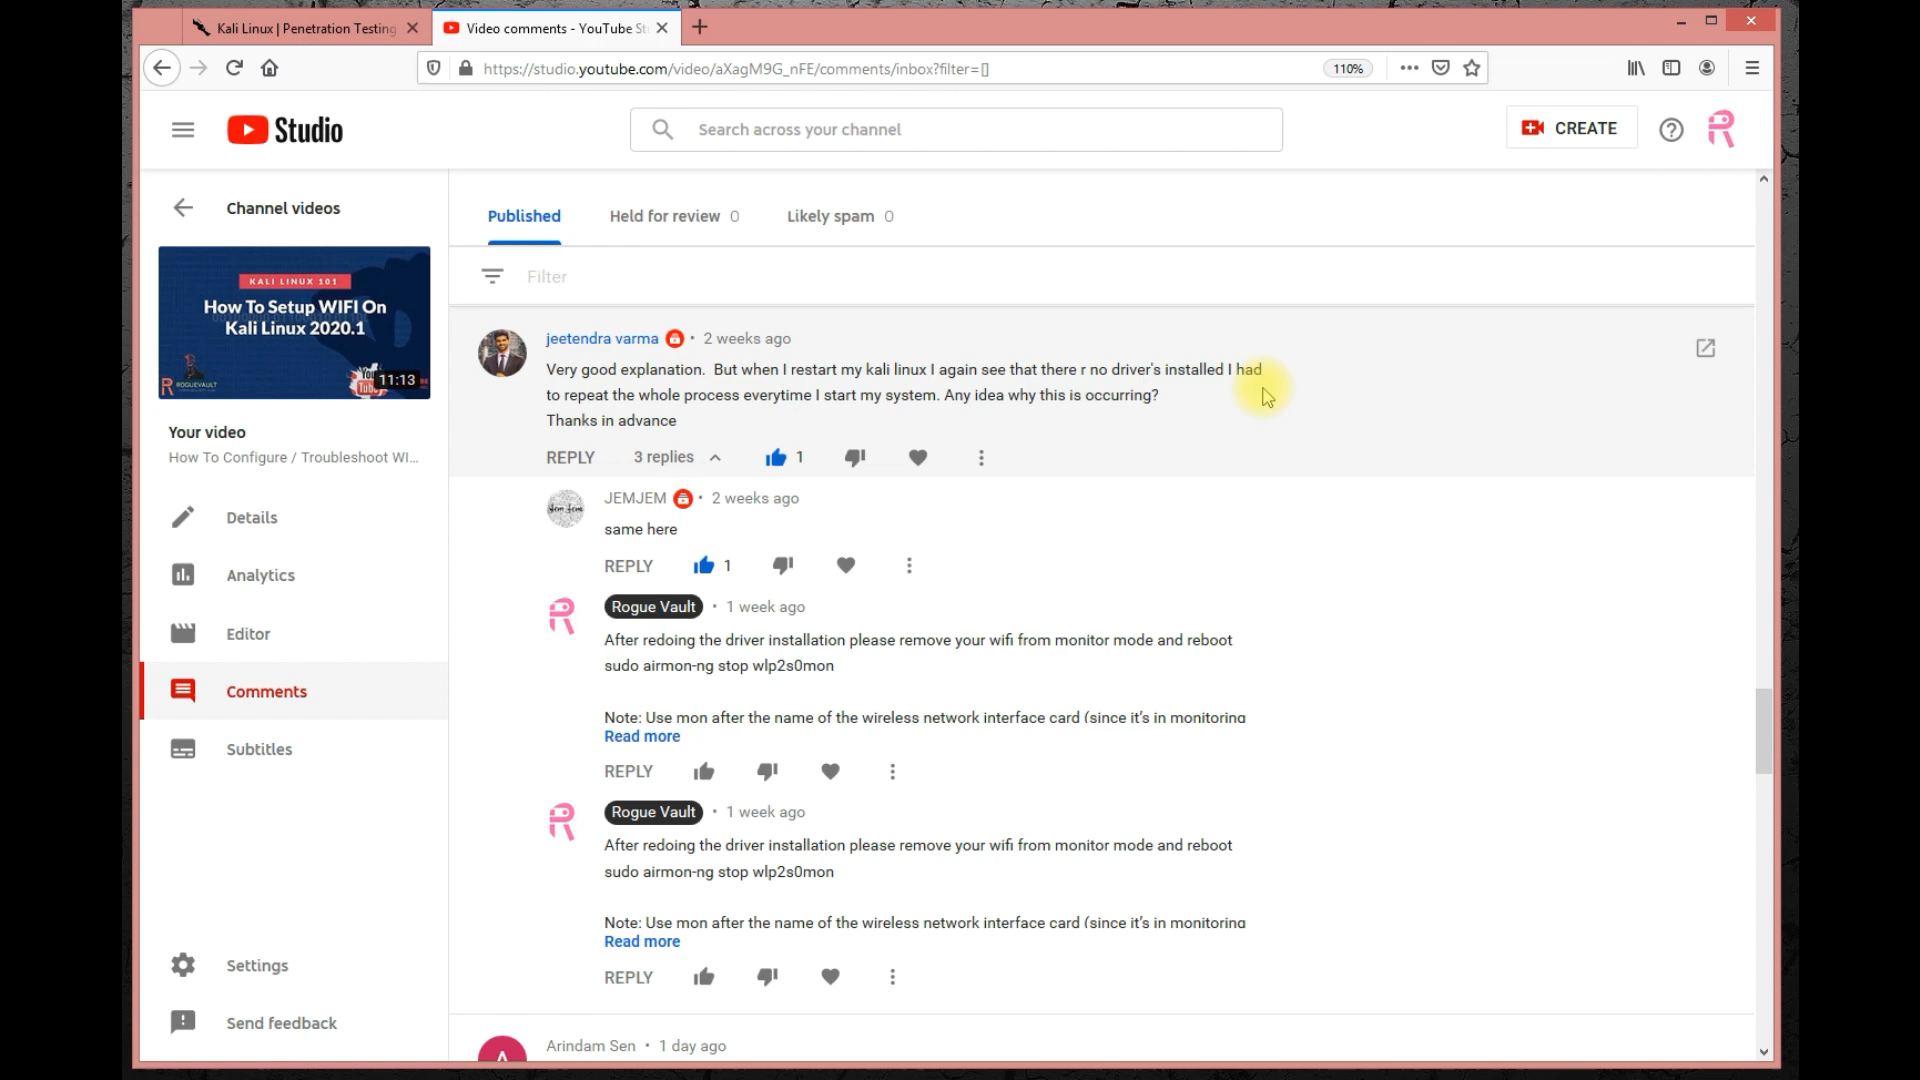 Kali Linux | Penetration Testing
Video comments - YouTube St
https://studio.youtube.com/video/aXagM9G_nFE/comments/inbox?filter=[]
110%
Studio
Search across your channel
CREATE
Channel videos
Published
Held for review 0
Likely spam 0
Filter
KALI LINUX 101
How To Setup WIFI On
Kali Linux 2020.1
ROGUEVAULT
11:13
Your video
How To Configure / Troubleshoot WI...
Details
Analytics
Editor
Comments
Subtitles
Settings
Send feedback
jeetendra varma • 2 weeks ago
Very good explanation. But when I restart my kali linux I again see that there r no driver's installed I had
to repeat the whole process everytime I start my system. Any idea why this is occurring?
Thanks in advance
REPLY 3 replies 1
Jem Jem
JEMJEM • 2 weeks ago
same here
REPLY 1
Rogue Vault • 1 week ago
After redoing the driver installation please remove your wifi from monitor mode and reboot
sudo airmon-ng stop wlp2s0mon
Note: Use mon after the name of the wireless network interface card (since it's in monitoring
Read more
REPLY
Rogue Vault • 1 week ago
After redoing the driver installation please remove your wifi from monitor mode and reboot
sudo airmon-ng stop wlp2s0mon
Note: Use mon after the name of the wireless network interface card (since it's in monitoring
Read more
REPLY
A
Arindam Sen • 1 day ago